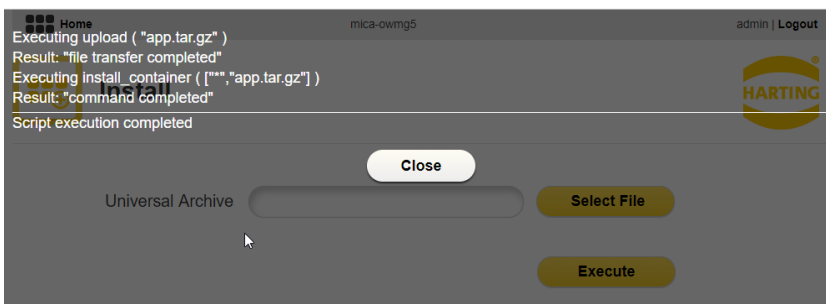 Home mica-owmg5 admin | Logout
Executing upload ( "app.tar.gz" )
Result: "file transfer completed"
Executing install_container ( ["*","app.tar.gz"] )
Result: "command completed"
Install
HARTING
Script execution completed
Close
Universal Archive Select File
Execute